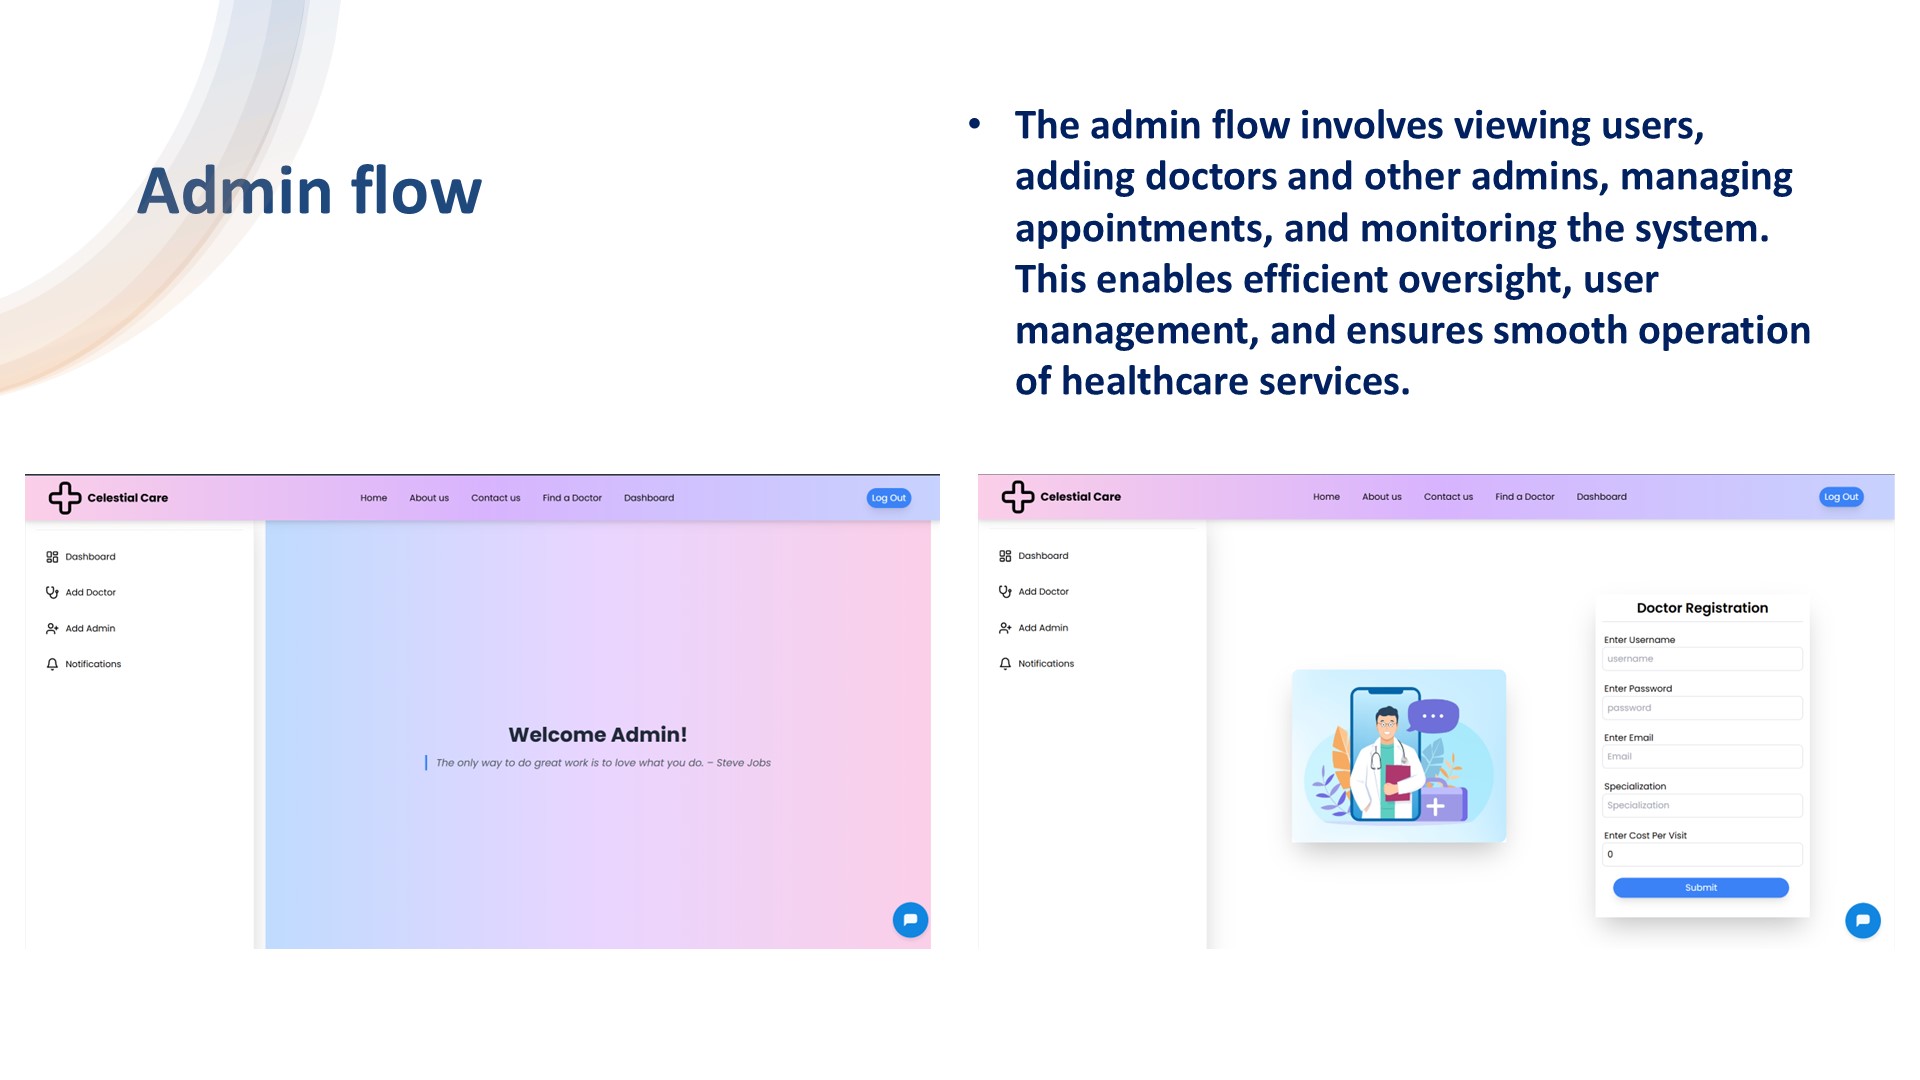 Admin flow
• The admin flow involves viewing users,
adding doctors and other admins, managing
appointments, and monitoring the system.
This enables efficient oversight, user
management, and ensures smooth operation
of healthcare services.
Celestial Care
Home About us Contact us Find a Doctor Dashboard
Log Out
Dashboard
Add Doctor
Add Admin
Notifications
Welcome Admin!
The only way to do great work is to love what you do. – Steve Jobs
Celestial Care
Home About us Contact us Find a Doctor Dashboard
Log Out
Dashboard
Add Doctor
Add Admin
Notifications
Doctor Registration
Enter Username
username
Enter Password
password
Enter Email
Email
Specialization
Specialization
Enter Cost Per Visit
0
Submit